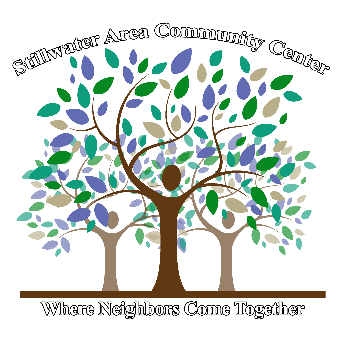 Stillwater Area Community Center
Where Neighbors Come Together